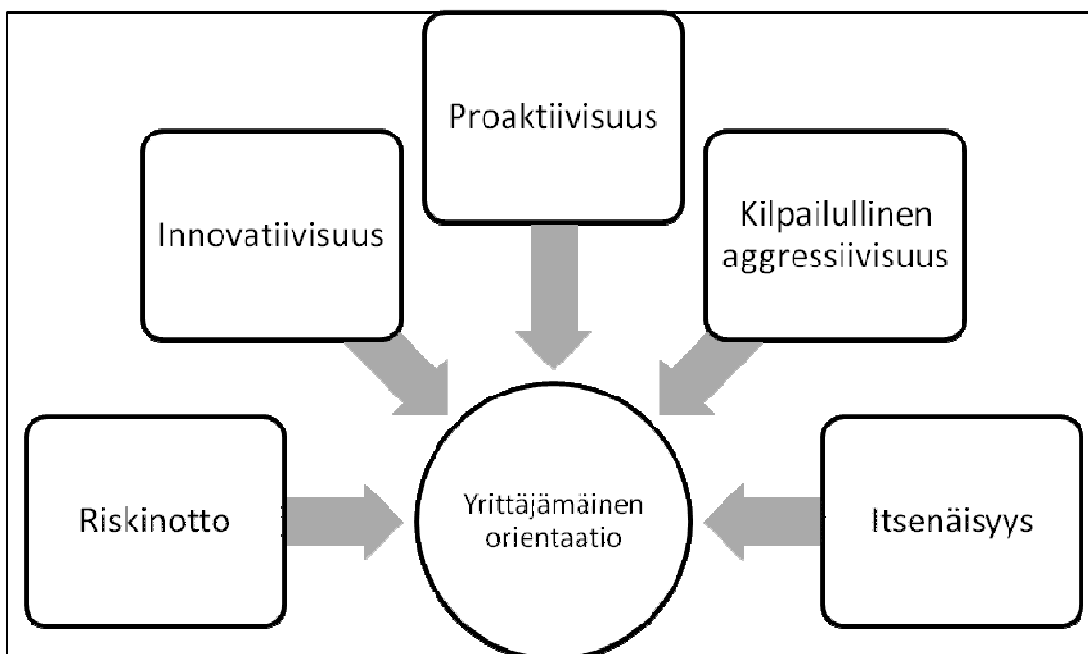 Proaktiivisuus
Innovatiivisuus
Kilpailullinen
aggressiivisuus
Riskinotto
Yrittäjämäinen
orientaatio
Itsenäisyys